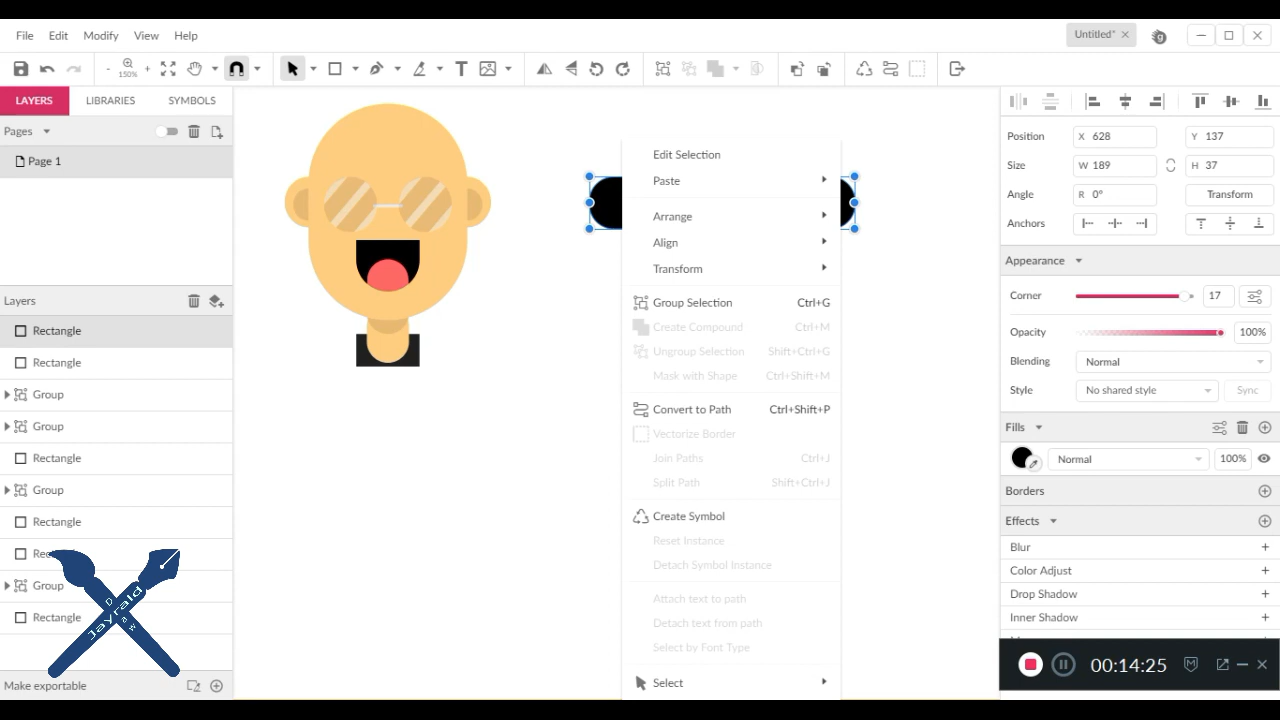 File Edit Modify View Help
Untitled*
150%
LAYERS LIBRARIES SYMBOLS
Pages
Page 1
Layers
Rectangle
Rectangle
Group
Group
Rectangle
Group
Rectangle
Rec
Group
Rectangle
Jayrald
Make exportable
Edit Selection
Paste
Arrange
Align
Transform
Group Selection Ctrl+G
Create Compound Ctrl+M
Ungroup Selection Shift+Ctrl+G
Mask with Shape Ctrl+Shift+M
Convert to Path Ctrl+Shift+P
Vectorize Border
Join Paths Ctrl+J
Split Path Shift+Ctrl+J
Create Symbol
Reset Instance
Detach Symbol Instance
Attach text to path
Detach text from path
Select by Font Type
Select
Position X 628 Y 137
Size W 189 H 37
Angle R 0° Transform
Anchors
Appearance
Corner 17
Opacity 100%
Blending Normal
Style No shared style Sync
Fills
Normal 100%
Borders
Effects
Blur
Color Adjust
Drop Shadow
Inner Shadow
00:14:25